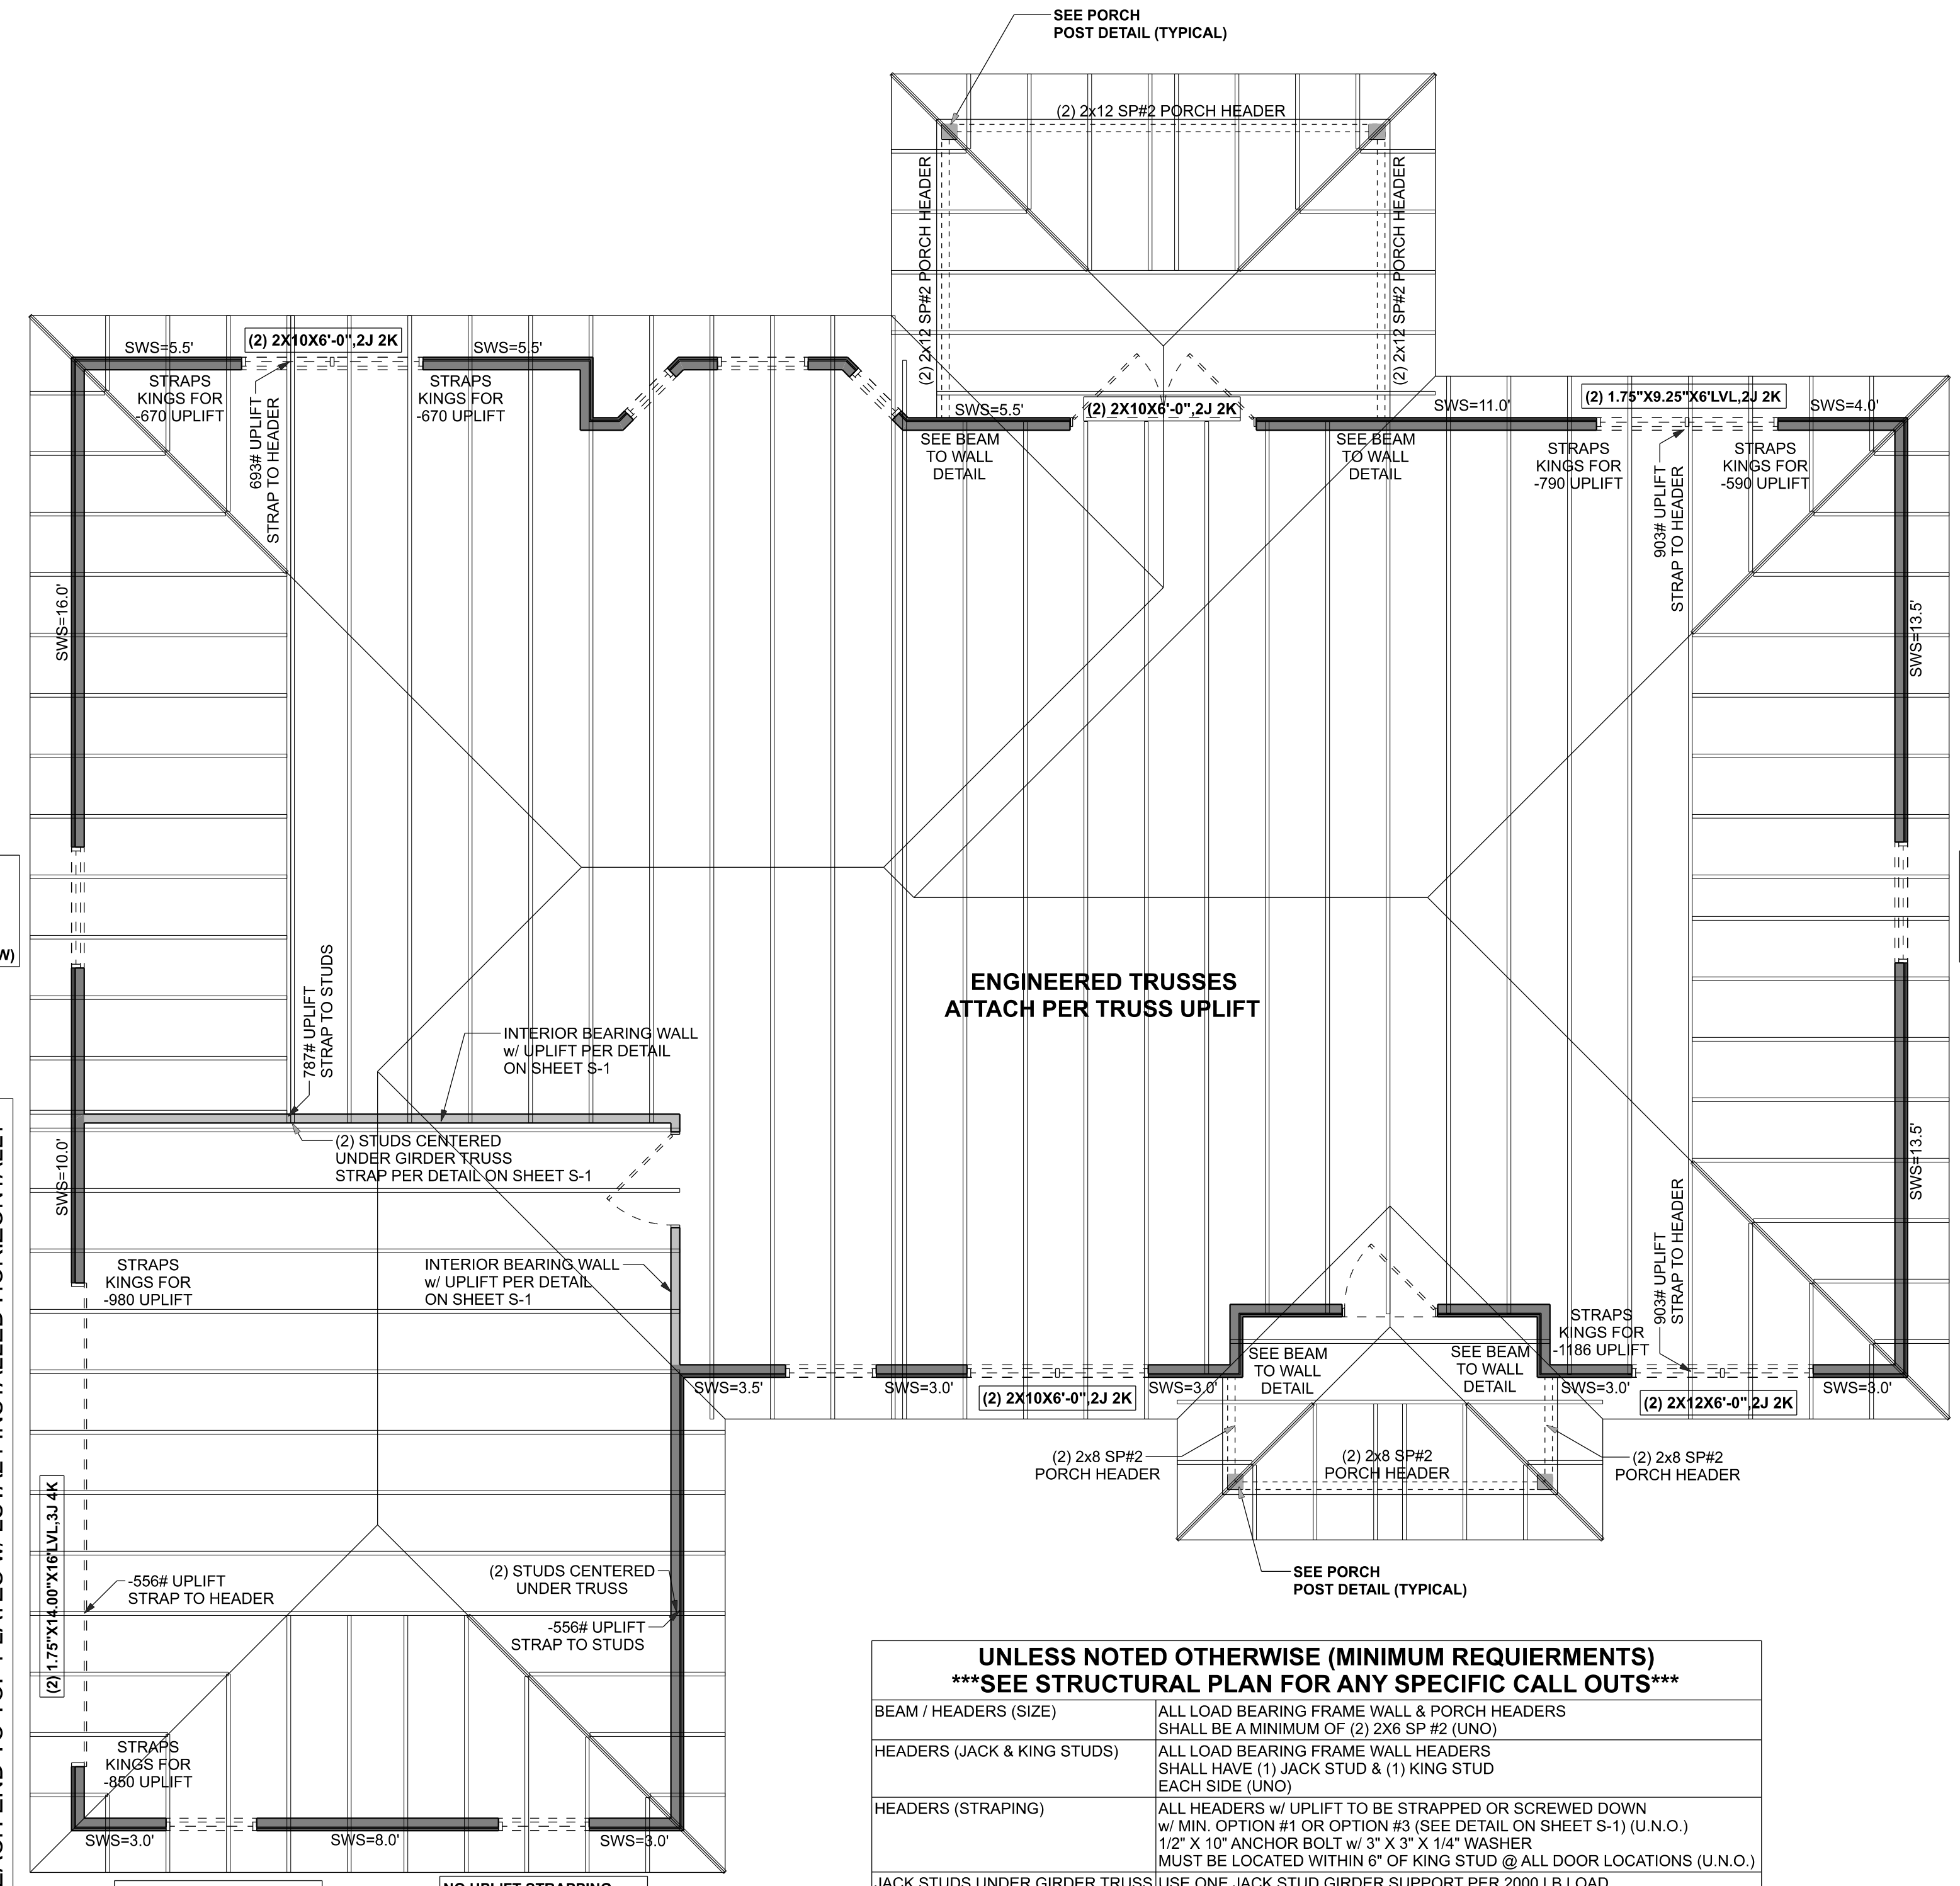 SEE PORCH
POST DETAIL (TYPICAL)
(2) 2x12 SP#2 PORCH HEADER
(2) 2x12 SP#2 PORCH HEADER
(2) 2x12 SP#2 PORCH HEADER
SWS=5.5'
(2) 2X10X6'-0",2J 2K
SWS=5.5'
STRAPS
KINGS FOR
-670 UPLIFT
693# UPLIFT
STRAP TO HEADER
STRAPS
KINGS FOR
-670 UPLIFT
SWS=5.5'
(2) 2X10X6'-0",2J 2K
SWS=11.0'
(2) 1.75"X9.25"X6'LVL,2J 2K
SWS=4.0'
SEE BEAM
TO WALL
DETAIL
SEE BEAM
TO WALL
DETAIL
STRAPS
KINGS FOR
-790 UPLIFT
903# UPLIFT
STRAP TO HEADER
STRAPS
KINGS FOR
-590 UPLIFT
SWS=16.0'
SWS=13.5'
W)
ENGINEERED TRUSSES
ATTACH PER TRUSS UPLIFT
787# UPLIFT
STRAP TO STUDS
INTERIOR BEARING WALL
w/ UPLIFT PER DETAIL
ON SHEET S-1
(2) STUDS CENTERED
UNDER GIRDER TRUSS
STRAP PER DETAIL ON SHEET S-1
SWS=10.0'
SWS=13.5'
STRAPS
KINGS FOR
-980 UPLIFT
INTERIOR BEARING WALL
w/ UPLIFT PER DETAIL
ON SHEET S-1
903# UPLIFT
STRAP TO HEADER
STRAPS
KINGS FOR
-1186 UPLIFT
SEE BEAM
TO WALL
DETAIL
SEE BEAM
TO WALL
DETAIL
SWS=3.5'
SWS=3.0'
(2) 2X10X6'-0",2J 2K
SWS=3.0'
SWS=3.0'
(2) 2X12X6'-0",2J 2K
SWS=3.0'
(2) 2x8 SP#2
PORCH HEADER
(2) 2x8 SP#2
PORCH HEADER
(2) 2x8 SP#2
PORCH HEADER
(2) 1.75"X14.00"X16'LVL,3J 4K
-556# UPLIFT
STRAP TO HEADER
(2) STUDS CENTERED
UNDER TRUSS
-556# UPLIFT
STRAP TO STUDS
SEE PORCH
POST DETAIL (TYPICAL)
STRAPS
KINGS FOR
-850 UPLIFT
SWS=3.0'
SWS=8.0'
SWS=3.0'
UNLESS NOTED OTHERWISE (MINIMUM REQUIERMENTS)
***SEE STRUCTURAL PLAN FOR ANY SPECIFIC CALL OUTS***
BEAM / HEADERS (SIZE)
ALL LOAD BEARING FRAME WALL & PORCH HEADERS
SHALL BE A MINIMUM OF (2) 2X6 SP #2 (UNO)
HEADERS (JACK & KING STUDS)
ALL LOAD BEARING FRAME WALL HEADERS
SHALL HAVE (1) JACK STUD & (1) KING STUD
EACH SIDE (UNO)
HEADERS (STRAPING)
ALL HEADERS w/ UPLIFT TO BE STRAPPED OR SCREWED DOWN
w/ MIN. OPTION #1 OR OPTION #3 (SEE DETAIL ON SHEET S-1) (U.N.O.)
1/2" X 10" ANCHOR BOLT w/ 3" X 3" X 1/4" WASHER
MUST BE LOCATED WITHIN 6" OF KING STUD @ ALL DOOR LOCATIONS (U.N.O.)
JACK STUDS UNDER GIRDER TRUSS
USE ONE JACK STUD GIRDER SUPPORT PER 2000 LB LOAD
NO UPLIFT STRAPPING